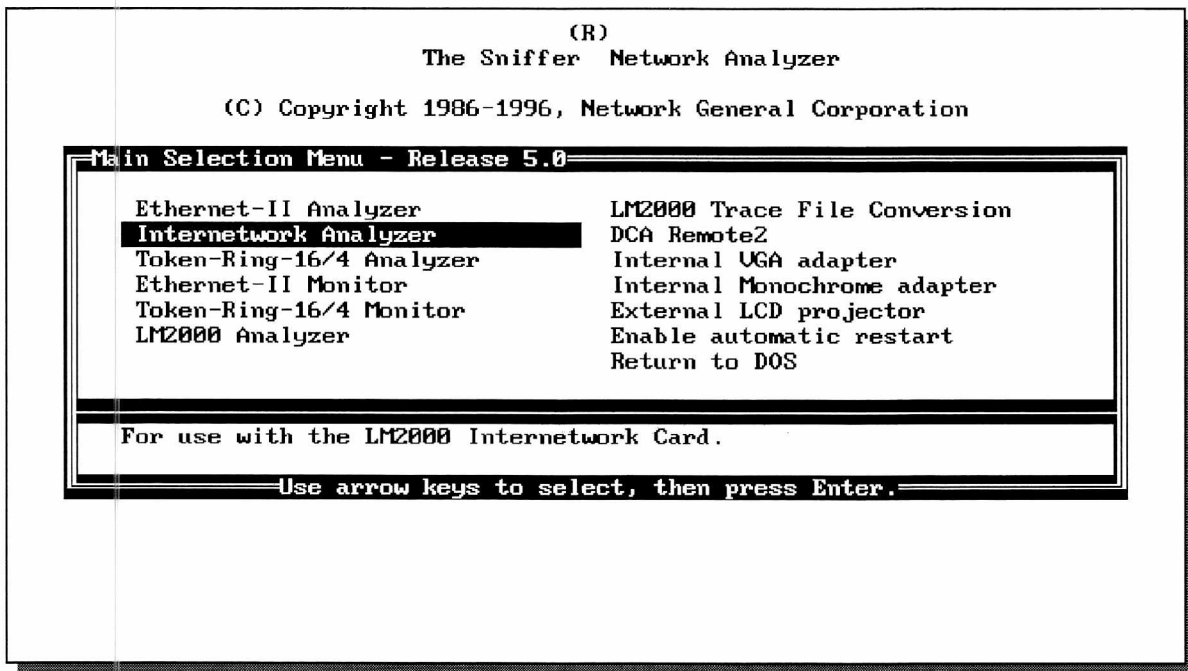 (R)
The Sniffer Network Analyzer
(C) Copyright 1986-1996, Network General Corporation
Main Selection Menu - Release 5.0
Ethernet-II Analyzer
Internetwork Analyzer
Token-Ring-16/4 Analyzer
Ethernet-II Monitor
Token-Ring-16/4 Monitor
LM2000 Analyzer
LM2000 Trace File Conversion
DCA Remote2
Internal VGA adapter
Internal Monochrome adapter
External LCD projector
Enable automatic restart
Return to DOS
For use with the LM2000 Internetwork Card.
Use arrow keys to select, then press Enter.